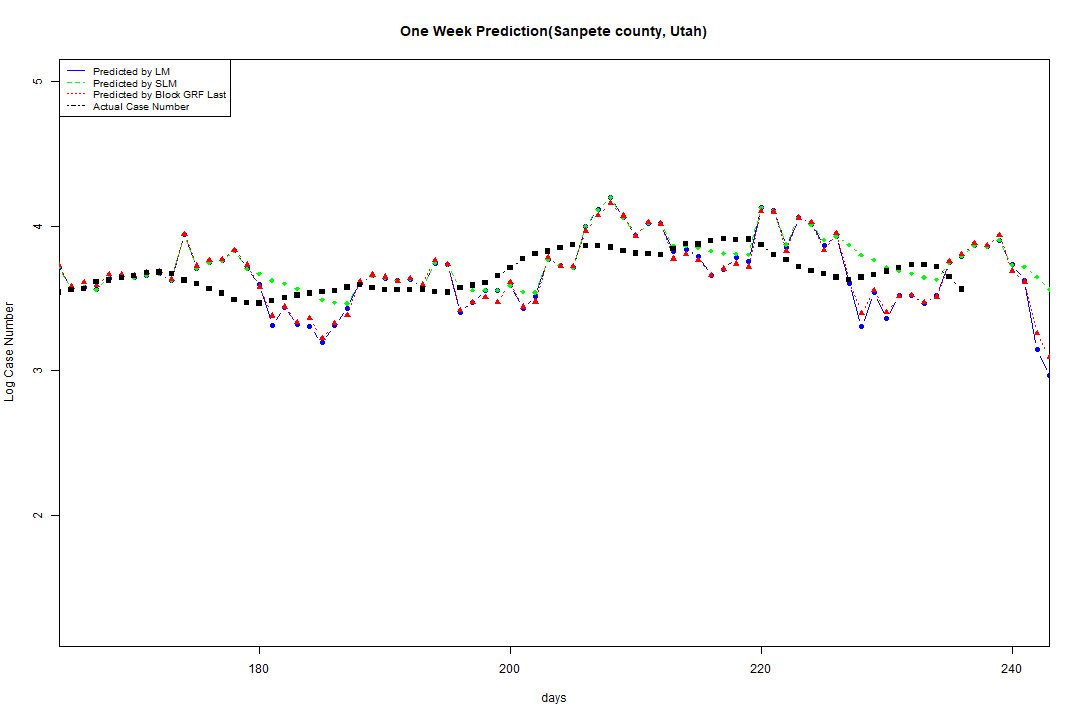 One Week Prediction(Sanpete county, Utah)
Predicted by LM
Predicted by SLM
Predicted by Block GRF Last
Actual Case Number
5
4
3
2
Log Case Number
180 200 220 240
days